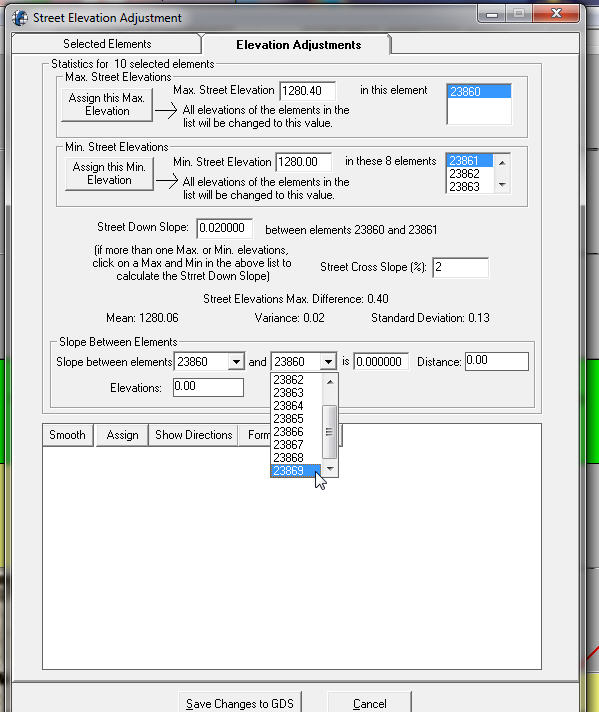 Street Elevation Adjustment
Selected Elements
Elevation Adjustments
Statistics for 10 selected elements
Max. Street Elevations
Assign this Max. Elevation
Max. Street Elevation 1280.40 in this element 23860
All elevations of the elements in the
list wil be changed to this value.
Min. Street Elevations
Assign this Min. Elevation
Min. Street Elevation 1280.00 in these 8 elements 23861
23862
23863
All elevations of the elements in the
list will be changed to this value.
Street Down Slope: 0.020000 between elements 23860 and 23861
(if more than one Max. or Min. elevations,
click on a Max and Min in the above list to
calculate the Strret Down Slope)
Street Cross Slope (%): 2
Street Elevations Max. Difference: 0.40
Mean: 1280.06 Variance: 0.02 Standard Deviation: 0.13
Slope Between Elements
Slope between elements 23860 and 23860 is 0.000000 Distance: 0.00
Elevations: 0.00
23862
23863
23864
23865
23866
23867
23868
23869
Smooth Assign Show Directions
Save Changes to GDS Cancel